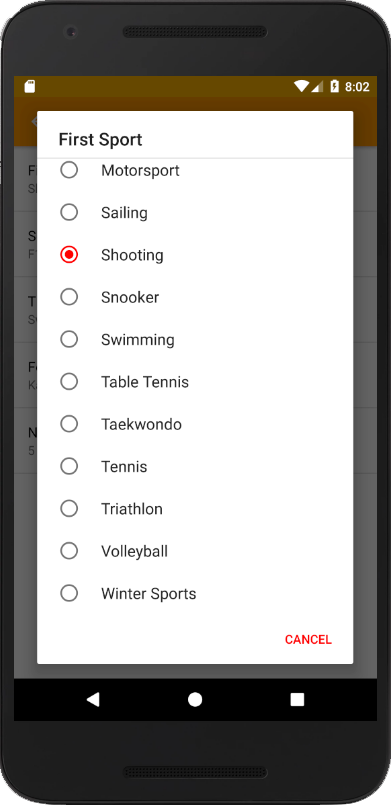 8:02
First Sport
Motorsport
Sailing
Shooting
Snooker
Swimming
Table Tennis
Taekwondo
Tennis
Triathlon
Volleyball
Winter Sports
CANCEL